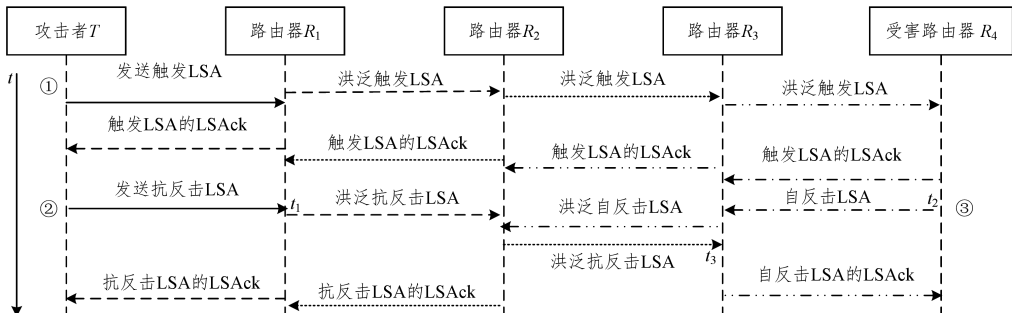 攻击者T
路由器R1
路由器R2
路由器R3
受害路由器 R4
t
①
发送触发LSA
洪泛触发LSA
洪泛触发LSA
洪泛触发LSA
触发LSA的LSAck
触发LSA的LSAck
触发LSA的LSAck
触发LSA的LSAck
②
发送抗反击LSA
t1
洪泛抗反击LSA
洪泛自反击LSA
自反击LSA
t2
③
洪泛抗反击LSA
t3
抗反击LSA的LSAck
抗反击LSA的LSAck
自反击LSA的LSAck